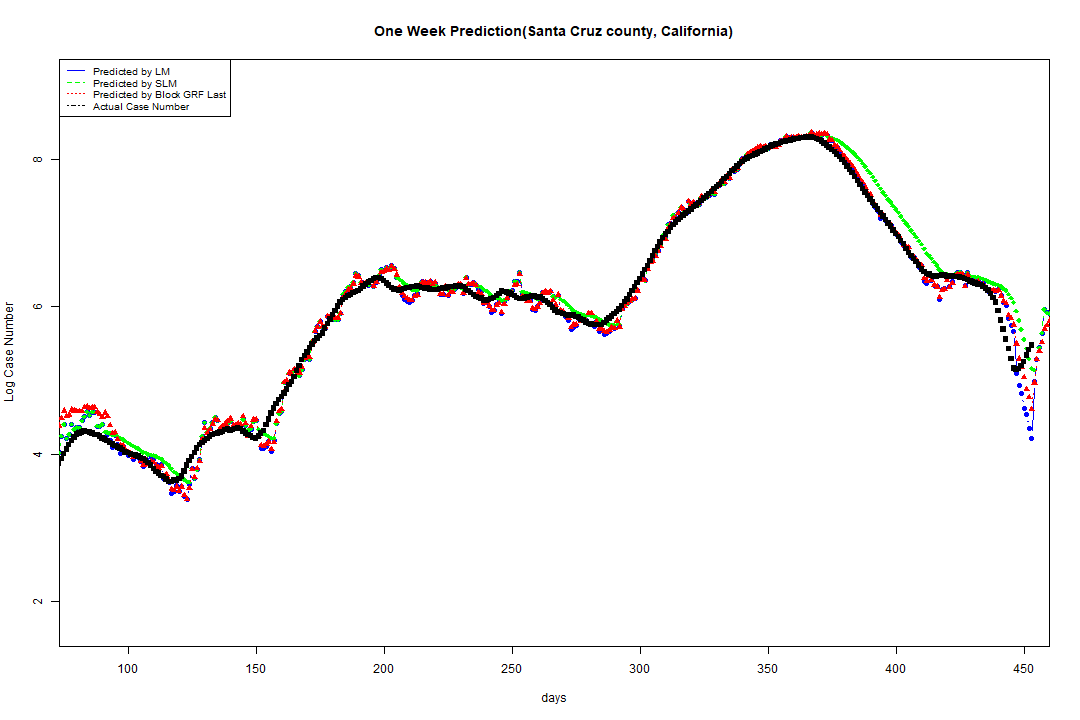 One Week Prediction(Santa Cruz county, California)
Predicted by LM
Predicted by SLM
Predicted by Block GRF Last
Actual Case Number
8
6
4
2
Log Case Number
100 150 200 250 300 350 400 450
days